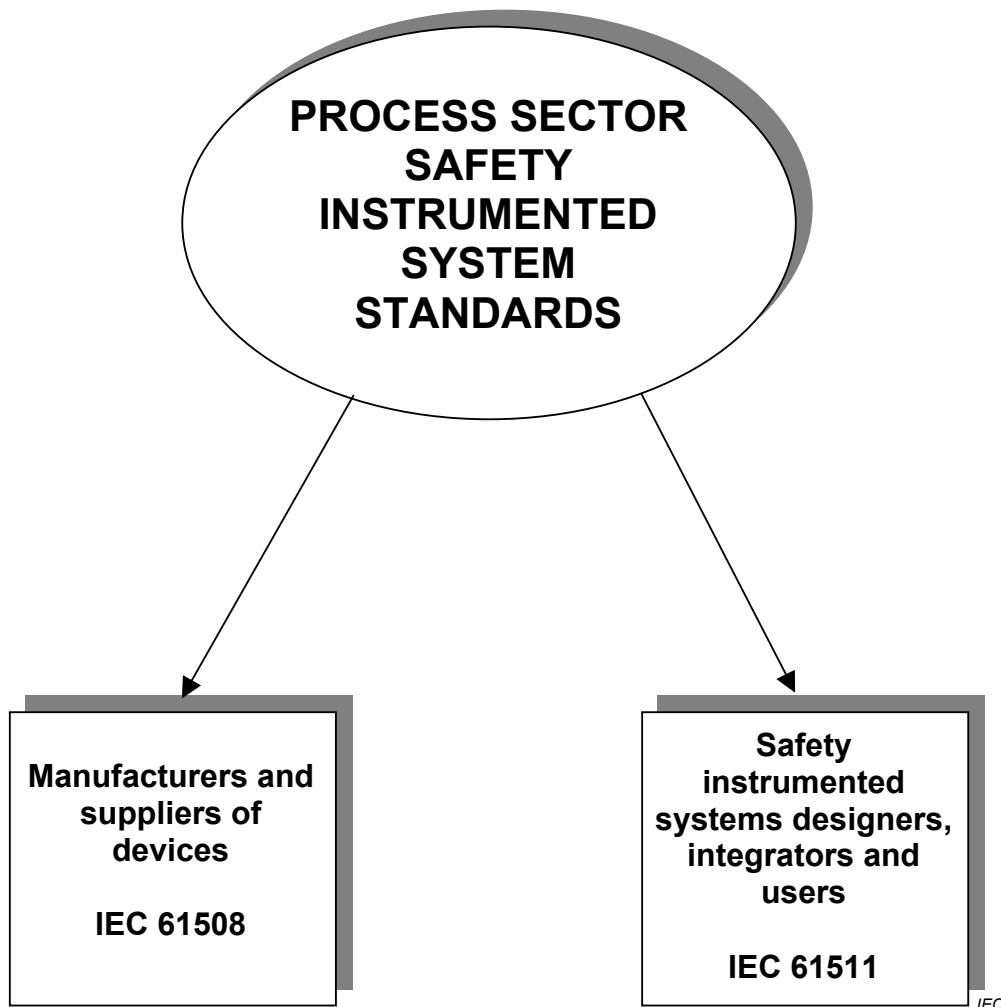 PROCESS SECTOR
SAFETY
INSTRUMENTED
SYSTEM
STANDARDS
Manufacturers and
suppliers of
devices
IEC 61508
Safety
instrumented
systems designers,
integrators and
users
IEC 61511
IEC